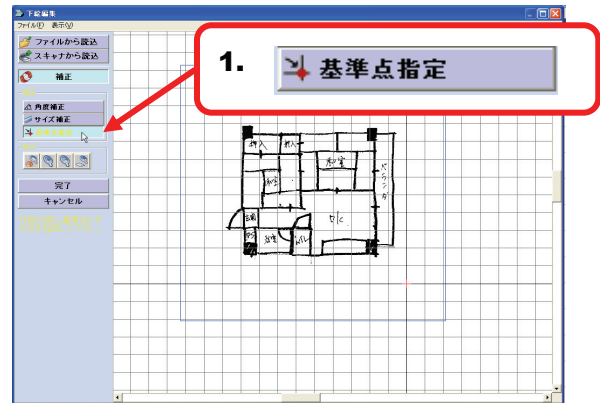 下絵編集
ファイル(F) 表示(V)
ファイルから読込
スキャナから読込
補正
角度補正
サイズ補正
基準点指定
完了
キャンセル
1.
基準点指定
押入
押入
和室
和室
ベランダ
玄関
浴室
トイレ